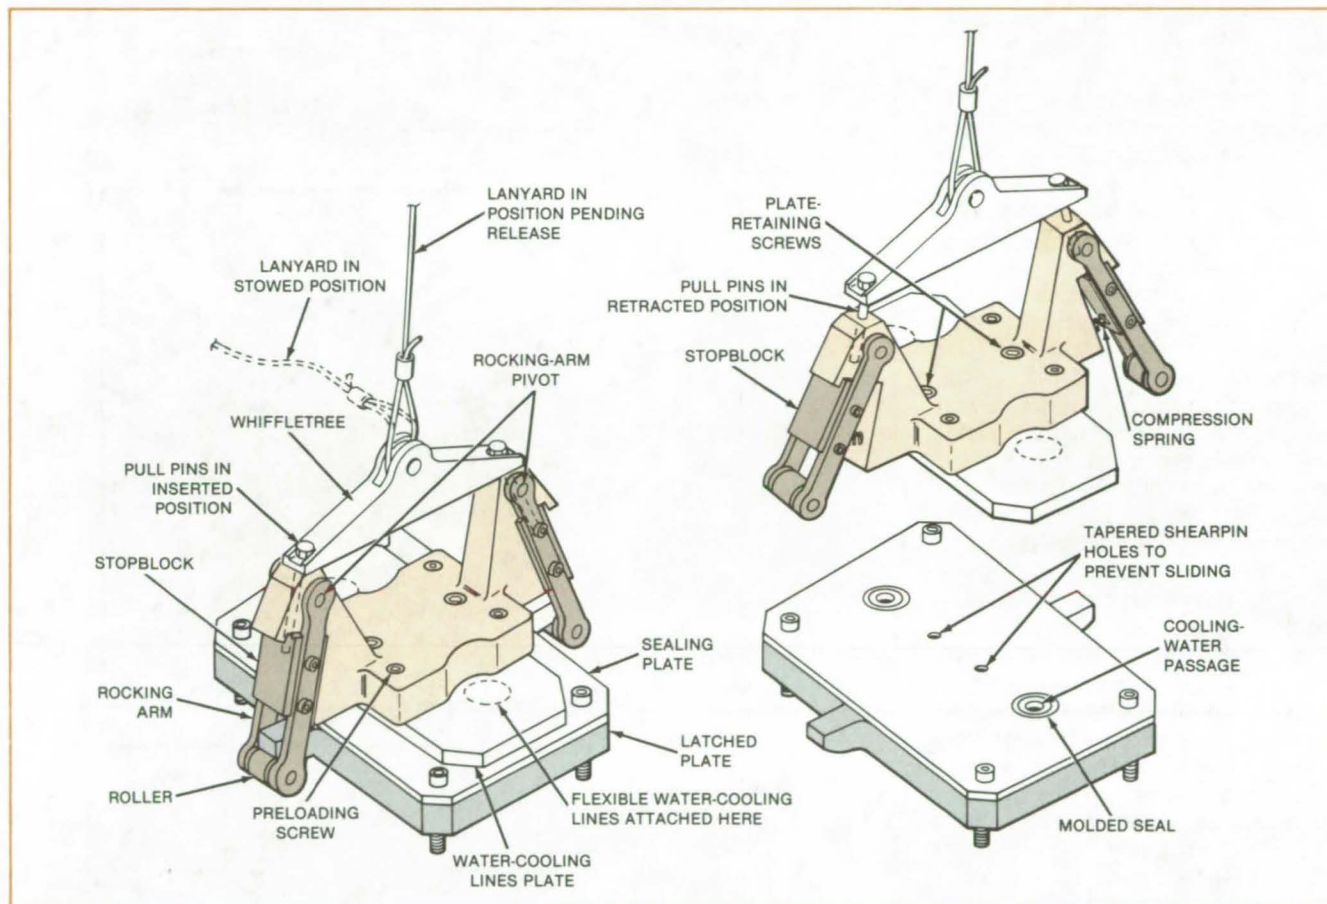 LANYARD IN
POSITION PENDING
RELEASE
LANYARD IN
STOWED POSITION
ROCKING-ARM
PIVOT
WHIFFLETREE
PULL PINS IN
INSERTED
POSITION
STOPBLOCK
ROCKING
ARM
ROLLER
PRELOADING
SCREW
WATER-COOLING
LINES PLATE
FLEXIBLE WATER-COOLING
LINES ATTACHED HERE
LATCHED
PLATE
SEALING
PLATE
PLATE-
RETAINING
SCREWS
PULL PINS IN
RETRACTED POSITION
STOPBLOCK
COMPRESSION
SPRING
TAPERED SHEARPIN
HOLES TO
PREVENT SLIDING
COOLING-
WATER
PASSAGE
MOLDED SEAL